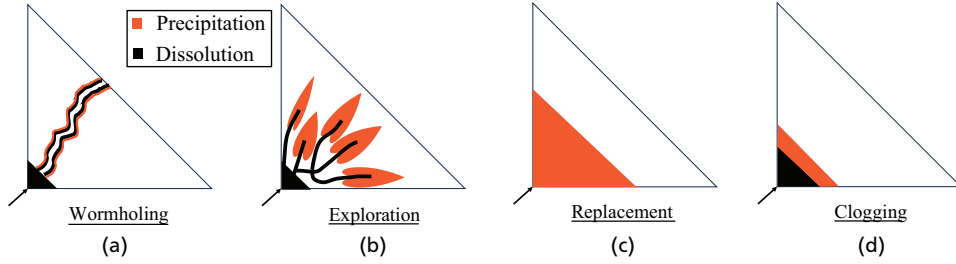 Precipitation
Dissolution
Wormholing
Exploration
Replacement
Clogging
(a)
(b)
(c)
(d)